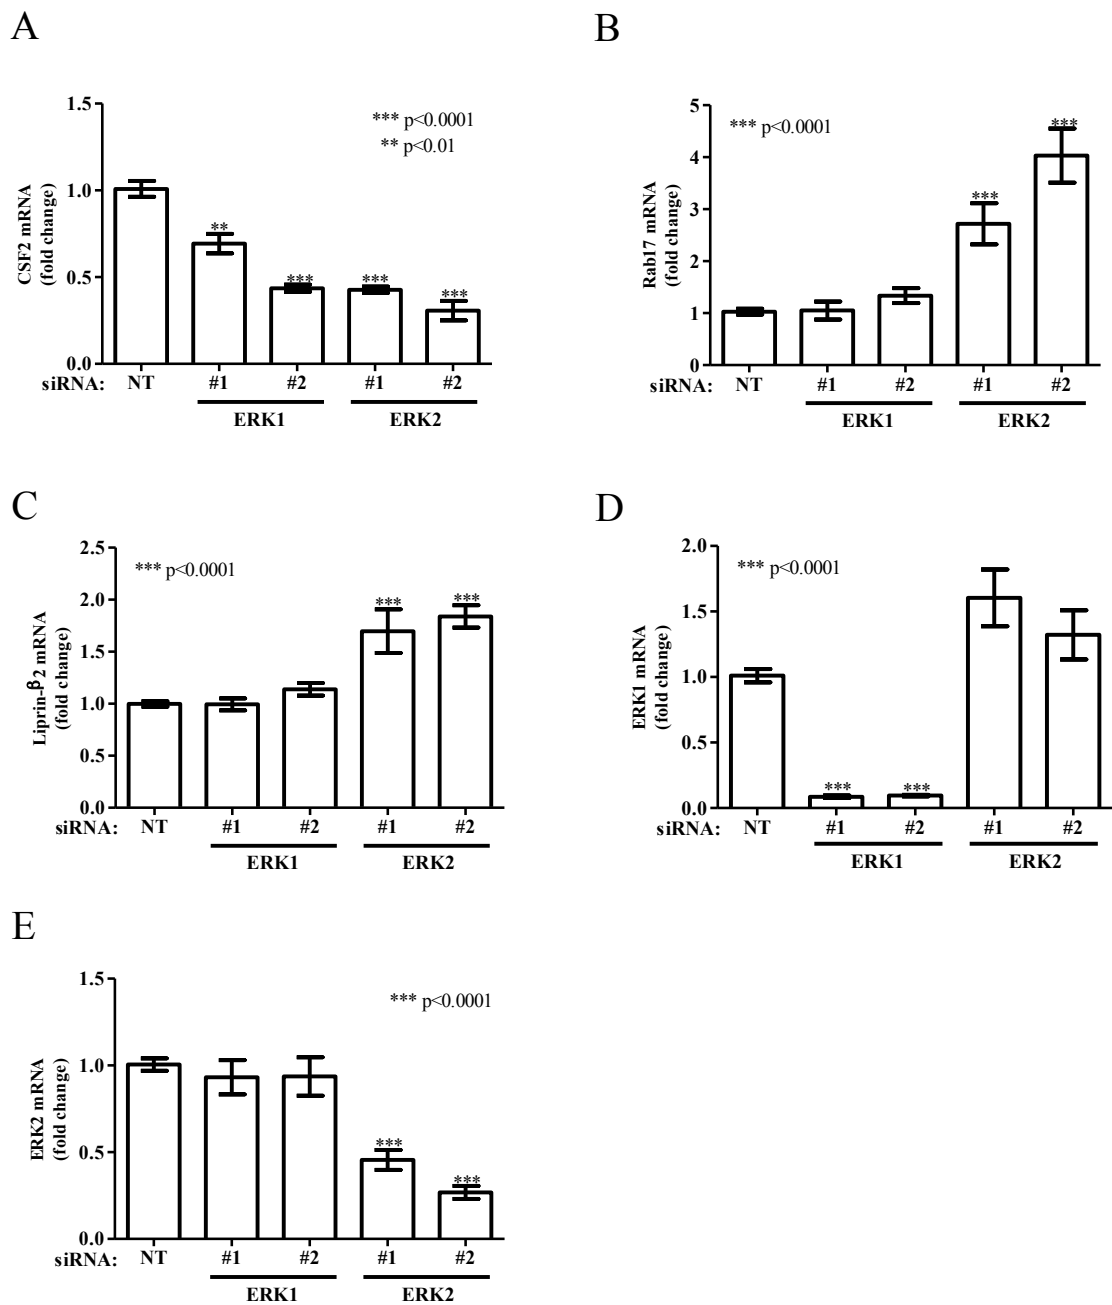 A
CSF2 mRNA
(fold change)
1.5
1.0
0.5
0.0
*** p<0.0001
** p<0.01
**
***
***
***
siRNA: NT #1 #2 #1 #2
ERK1 ERK2
B
Rab17 mRNA
(fold change)
5
4
3
2
1
0
*** p<0.0001
***
***
siRNA: NT #1 #2 #1 #2
ERK1 ERK2
C
Liprin-β2 mRNA
(fold change)
2.5
2.0
1.5
1.0
0.5
0.0
*** p<0.0001
***
***
siRNA: NT #1 #2 #1 #2
ERK1 ERK2
D
ERK1 mRNA
(fold change)
2.0
1.5
1.0
0.5
0.0
*** p<0.0001
***
***
siRNA: NT #1 #2 #1 #2
ERK1 ERK2
E
ERK2 mRNA
(fold change)
1.5
1.0
0.5
0.0
*** p<0.0001
***
***
siRNA: NT #1 #2 #1 #2
ERK1 ERK2